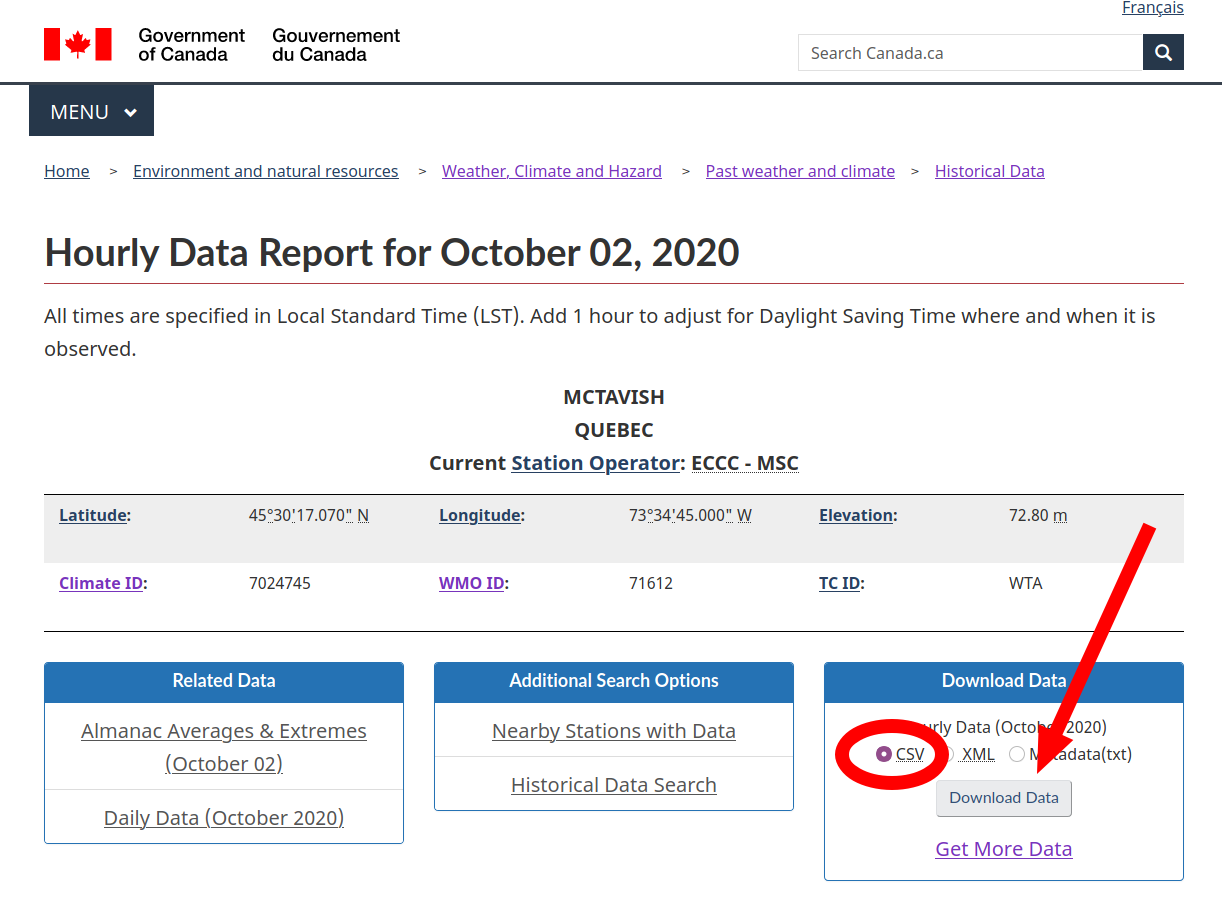 Français
Government of Canada
Gouvernement du Canada
Search Canada.ca
MENU
Home > Environment and natural resources > Weather, Climate and Hazard > Past weather and climate > Historical Data
Hourly Data Report for October 02, 2020
All times are specified in Local Standard Time (LST). Add 1 hour to adjust for Daylight Saving Time where and when it is
observed.
MCTAVISH
QUEBEC
Current Station Operator: ECCC - MSC
Latitude: 45°30'17.070" N Longitude: 73°34'45.000" W Elevation: 72.80 m
Climate ID: 7024745 WMO ID: 71612 TC ID: WTA
Related Data
Almanac Averages & Extremes
(October 02)
Daily Data (October 2020)
Additional Search Options
Nearby Stations with Data
Historical Data Search
Download Data
Hourly Data (October 2020)
CSV XML Metadata(txt)
Download Data
Get More Data